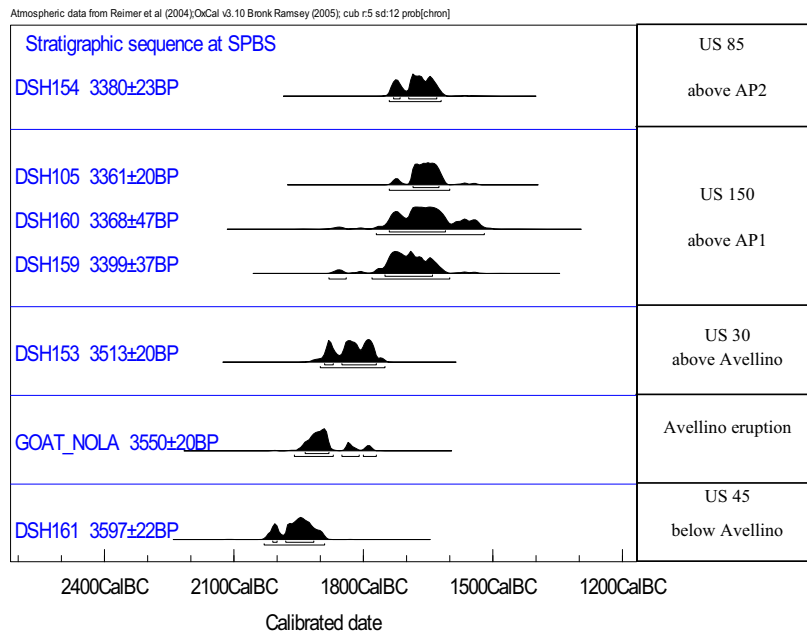 Atmospheric data from Reimer et al (2004);OxCal v3.10 Bronk Ramsey (2005); cub r:5 sd:12 prob[chron]
Stratigraphic sequence at SPBS
US 85
DSH154 3380±23BP
above AP2
DSH105 3361±20BP
US 150
DSH160 3368±47BP
above AP1
DSH159 3399±37BP
US 30
DSH153 3513±20BP
above Avellino
Avellino eruption
GOAT_NOLA 3550±20BP
US 45
DSH161 3597±22BP
below Avellino
2400CalBC 2100CalBC 1800CalBC 1500CalBC 1200CalBC
Calibrated date